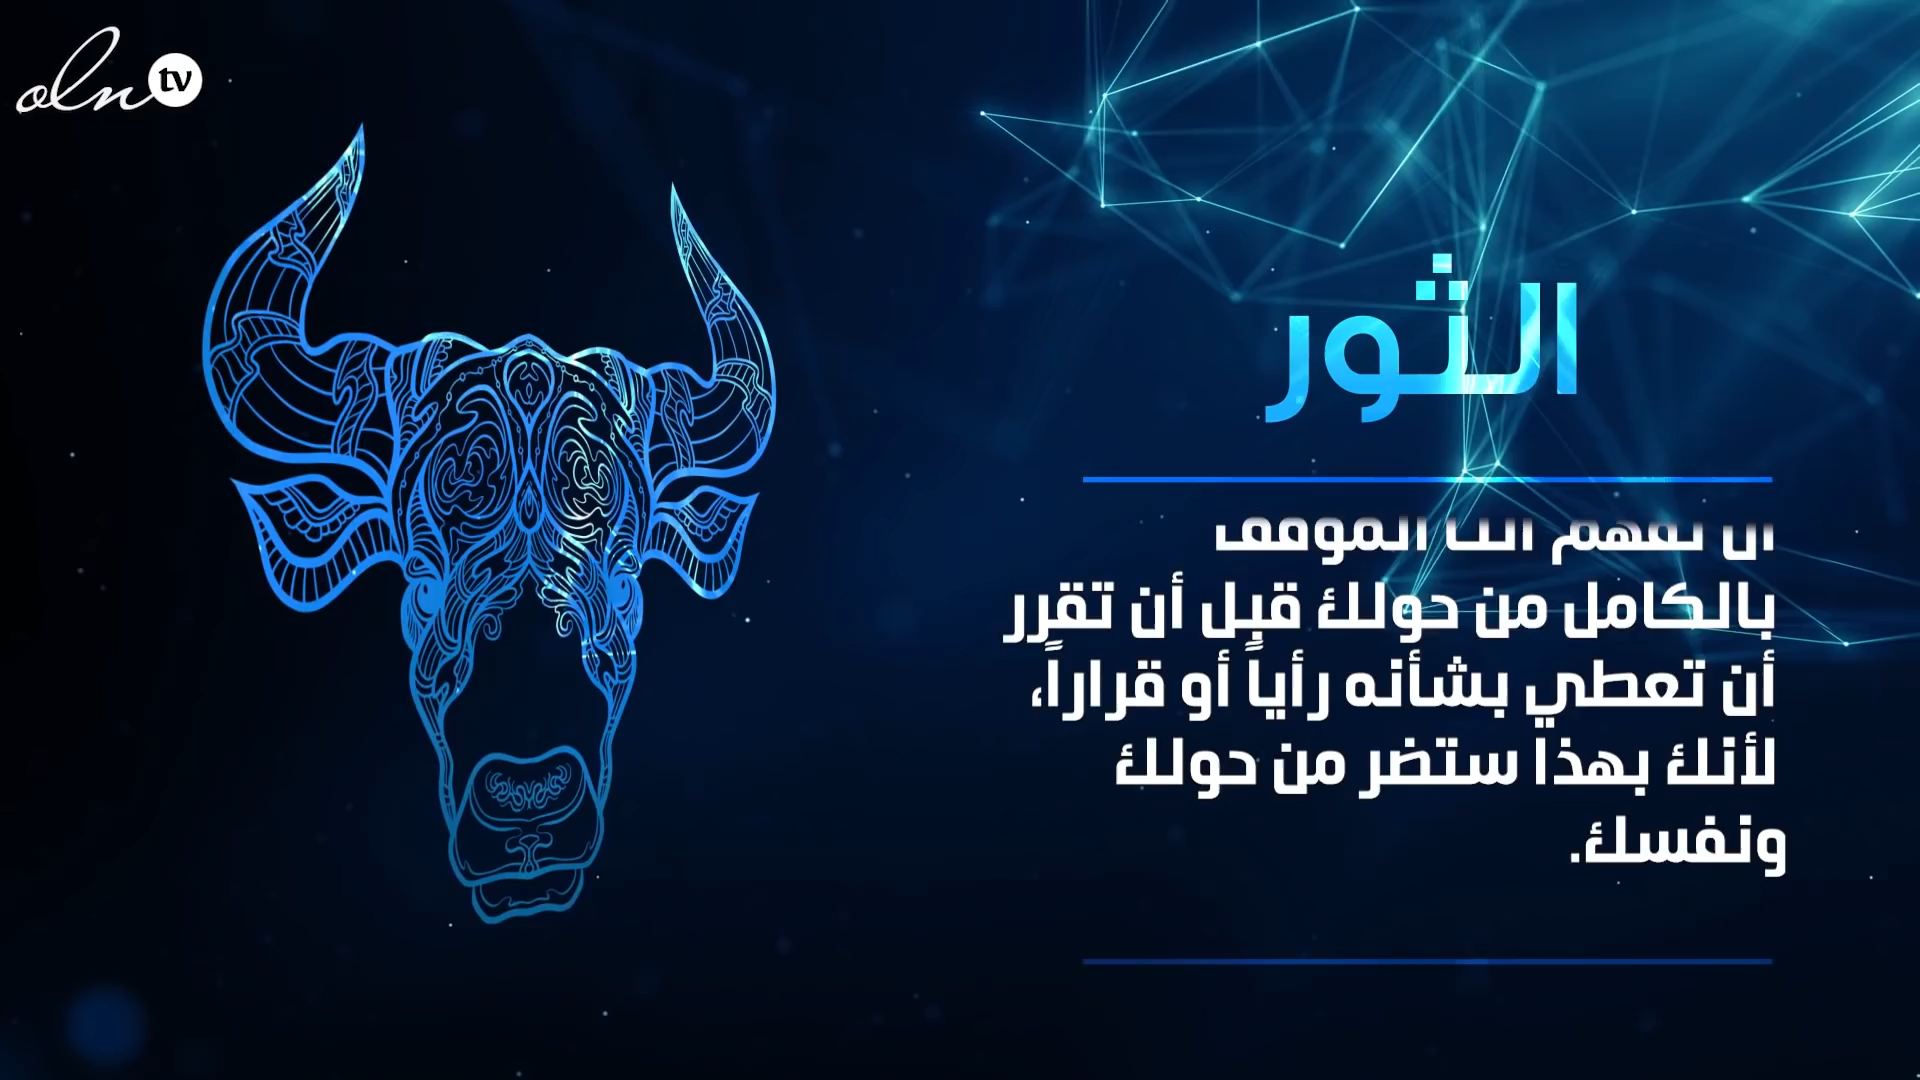 oln tv
الثور
الموقف
بالكامل من حولك قبل أن تقرر
أن تعطي بشأنه رأياً أو قراراً،
لأنك بهذا ستضر من حولك
ونفسك.